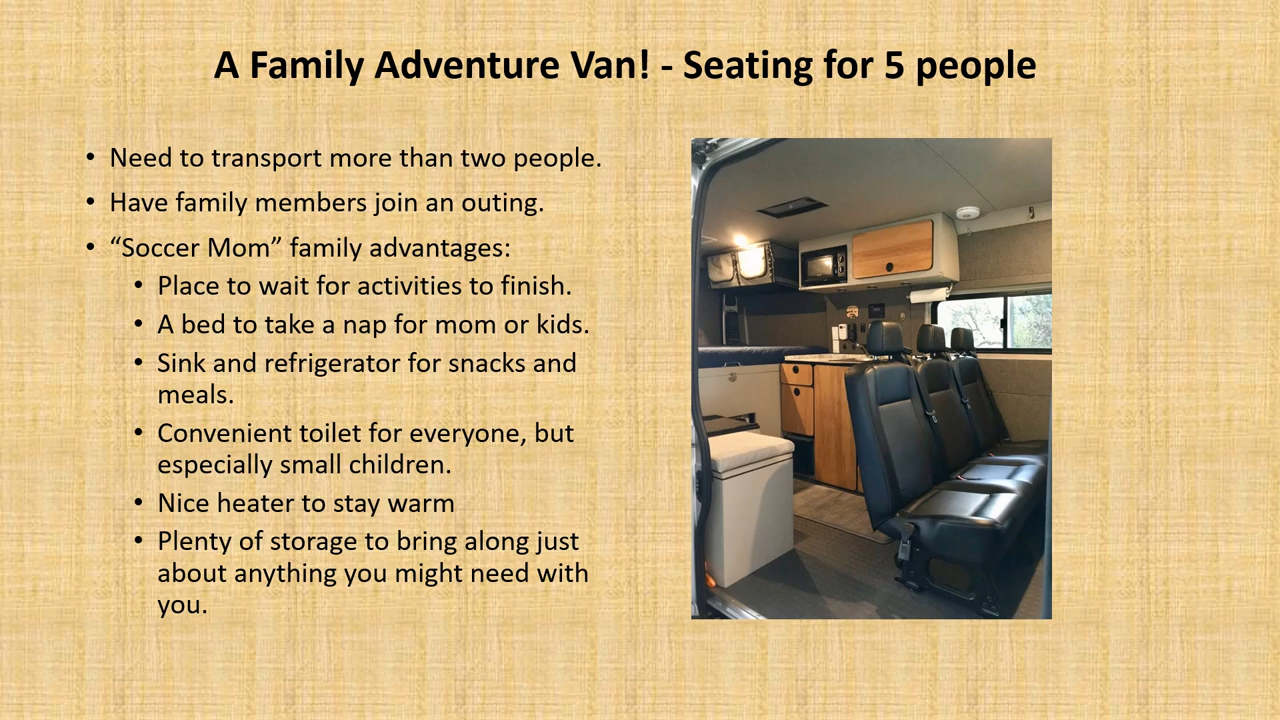 A Family Adventure Van! - Seating for 5 people
• Need to transport more than two people.
• Have family members join an outing.
• “Soccer Mom” family advantages:
• Place to wait for activities to finish.
• A bed to take a nap for mom or kids.
• Sink and refrigerator for snacks and
meals.
• Convenient toilet for everyone, but
especially small children.
• Nice heater to stay warm
• Plenty of storage to bring along just
about anything you might need with
you.